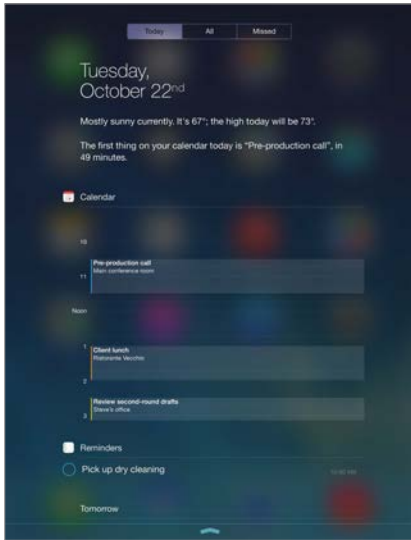 Today All Missed
Tuesday,
October 22nd
Mostly sunny currently. It's 67°; the high today will be 73°.
The first thing on your calendar today is "Pre-production call", in
49 minutes.
Calendar
10
Pre-production call
Main conference room
11
Noon
1
Client lunch
Ristorante Vecchio
2
Review second-round drafts
Steve's office
3
Reminders
Pick up dry cleaning
Tomorrow